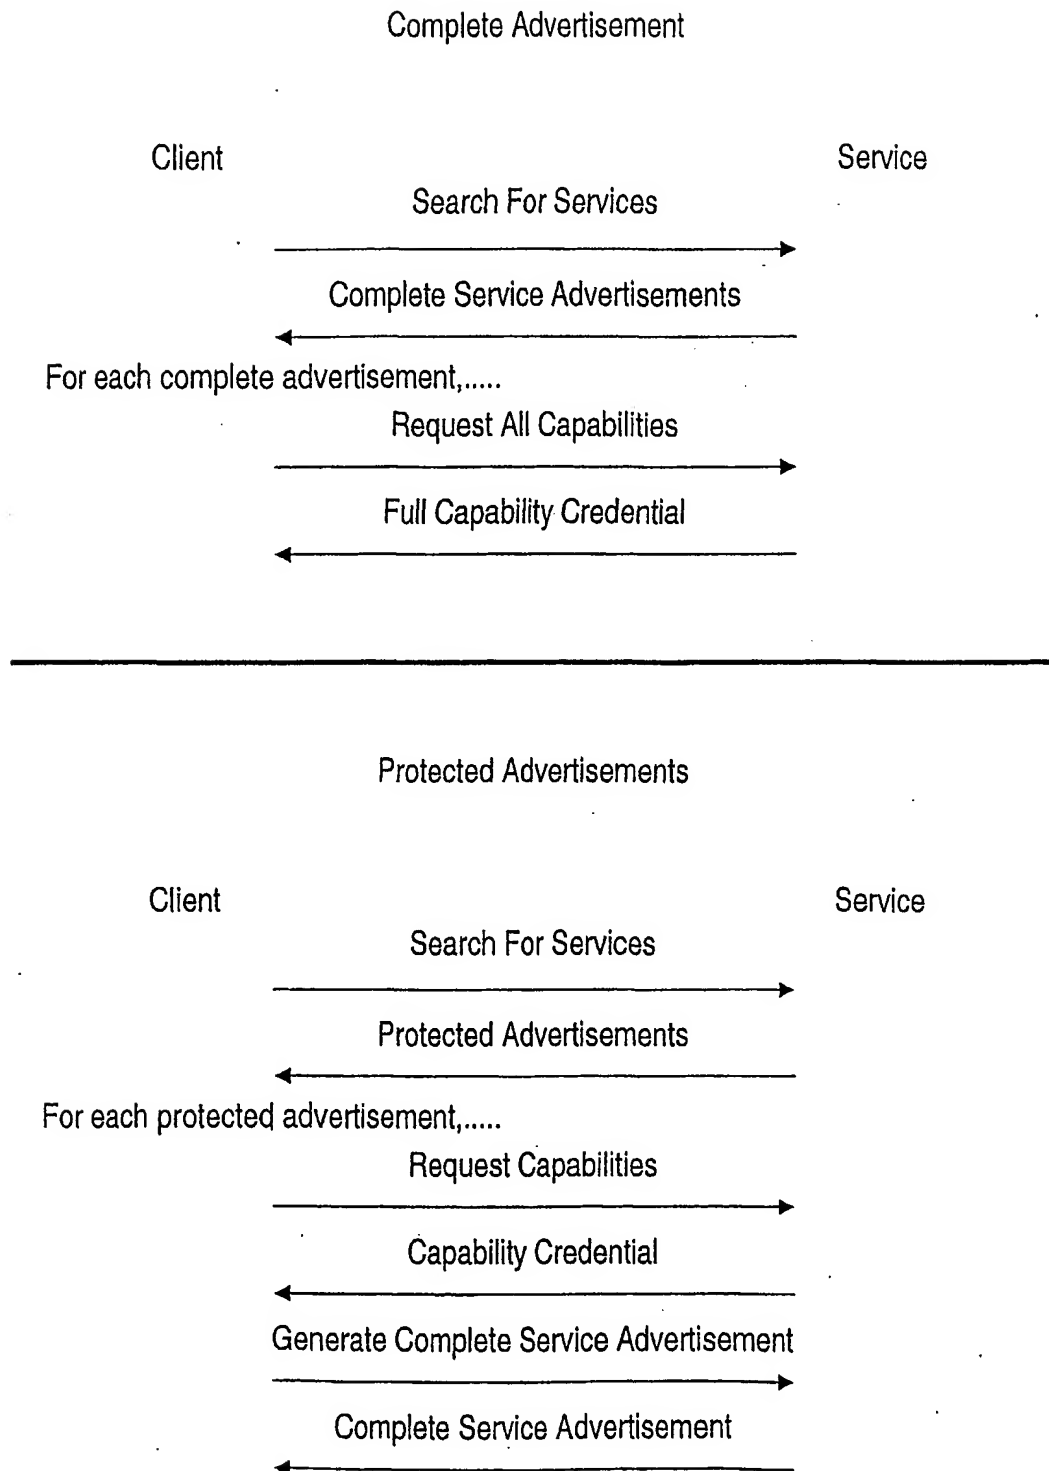 Complete Advertisement
Client
Service
Search For Services
Complete Service Advertisements
For each complete advertisement,.....
Request All Capabilities
Full Capability Credential
Protected Advertisements
Client
Service
Search For Services
Protected Advertisements
For each protected advertisement,.....
Request Capabilities
Capability Credential
Generate Complete Service Advertisement
Complete Service Advertisement